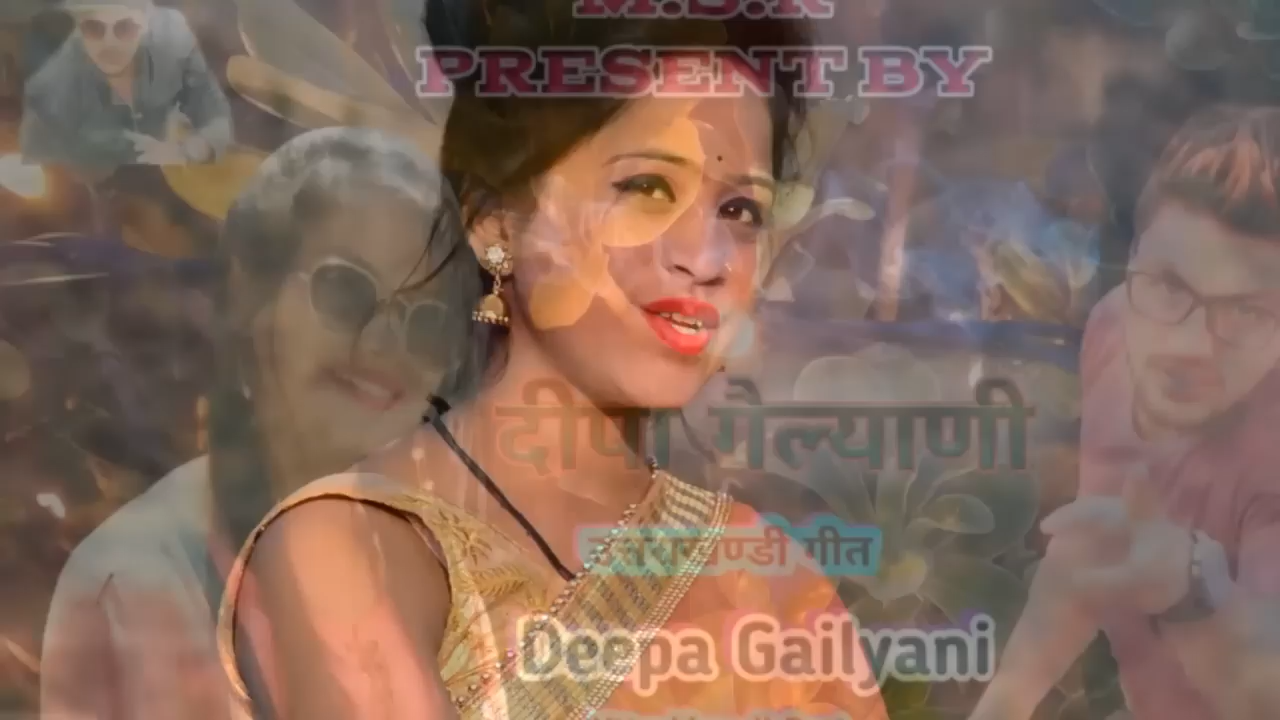 M.S.R
PRESENT BY
दीपा गैल्याणी
उत्तराखण्डी गीत
Deepa Gailyani